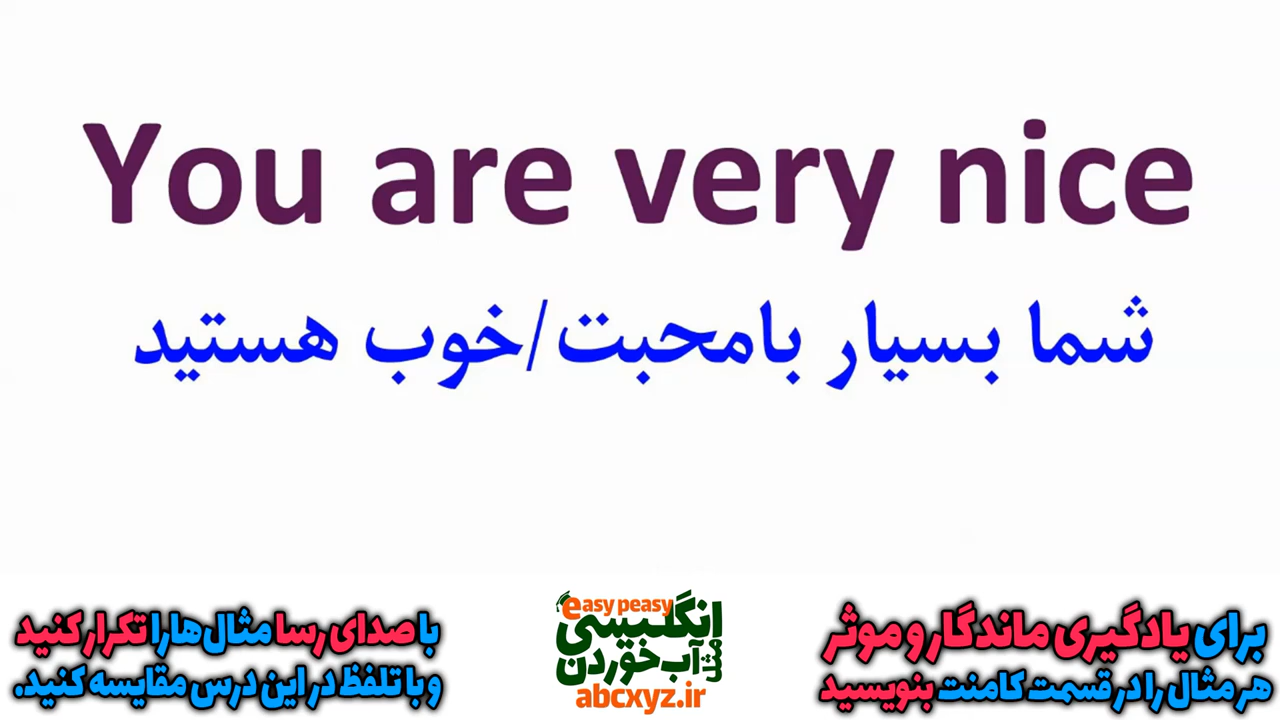 You are very nice
شما بسیار بامحبت/خوب هستید
برای یادگیری ماندگار و موثر
هر مثال را در قسمت کامنت بنویسید
easy peasy
انگلیسی
مثل آب خوردن
abcxyz.ir
با صدای رسا مثال‌ها را تکرار کنید
و با تلفظ در این درس مقایسه کنید.